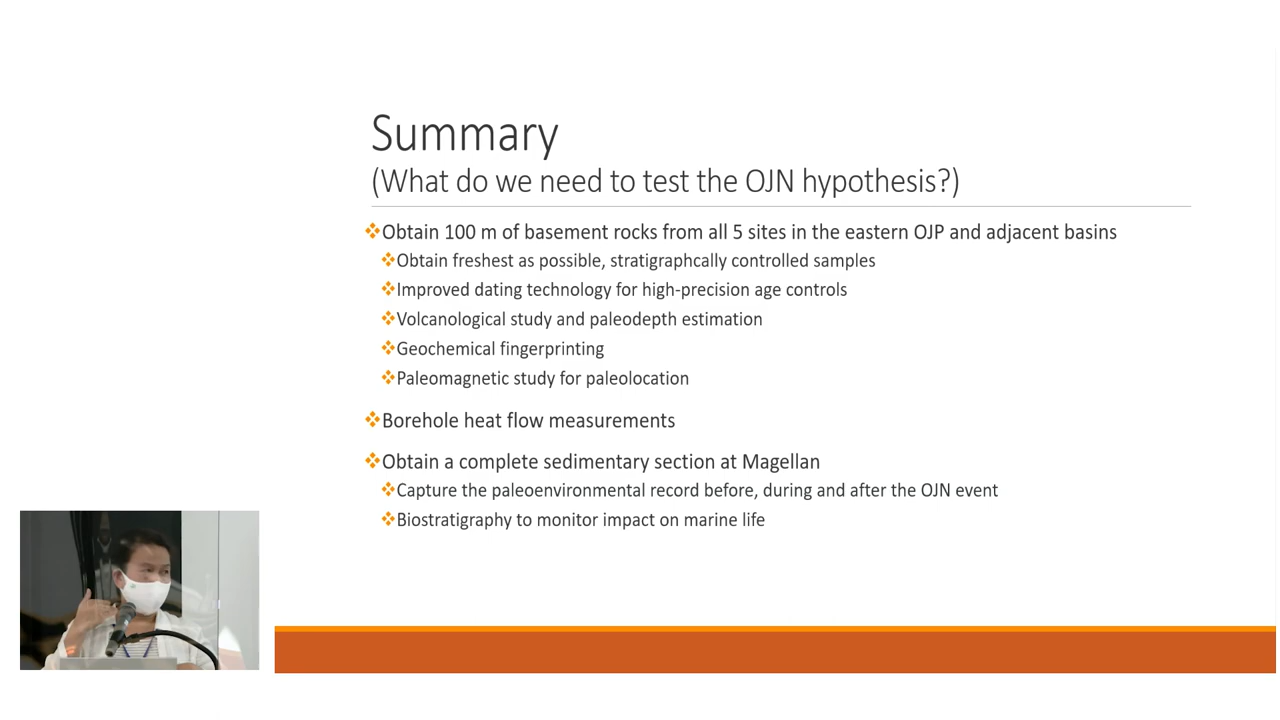 Summary
(What do we need to test the OJN hypothesis?)
Obtain 100 m of basement rocks from all 5 sites in the eastern OJP and adjacent basins
Obtain freshest as possible, stratigraphcally controlled samples
Improved dating technology for high-precision age controls
Volcanological study and paleodepth estimation
Geochemical fingerprinting
Paleomagnetic study for paleolocation
Borehole heat flow measurements
Obtain a complete sedimentary section at Magellan
Capture the paleoenvironmental record before, during and after the OJN event
Biostratigraphy to monitor impact on marine life